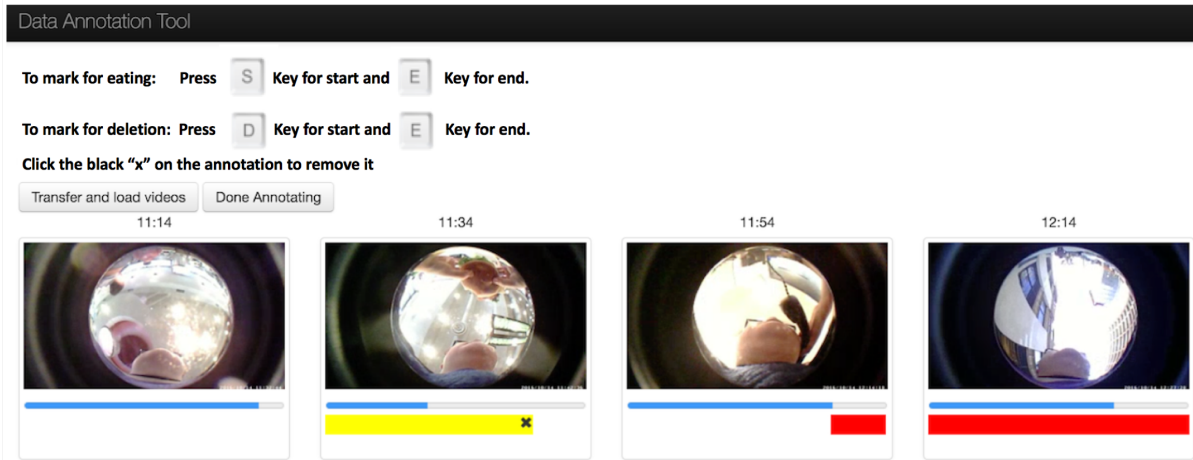 Data Annotation Tool
To mark for eating: Press S Key for start and E Key for end.
To mark for deletion: Press D Key for start and E Key for end.
Click the black “x” on the annotation to remove it
Transfer and load videos Done Annotating
11:14 11:34 11:54 12:14